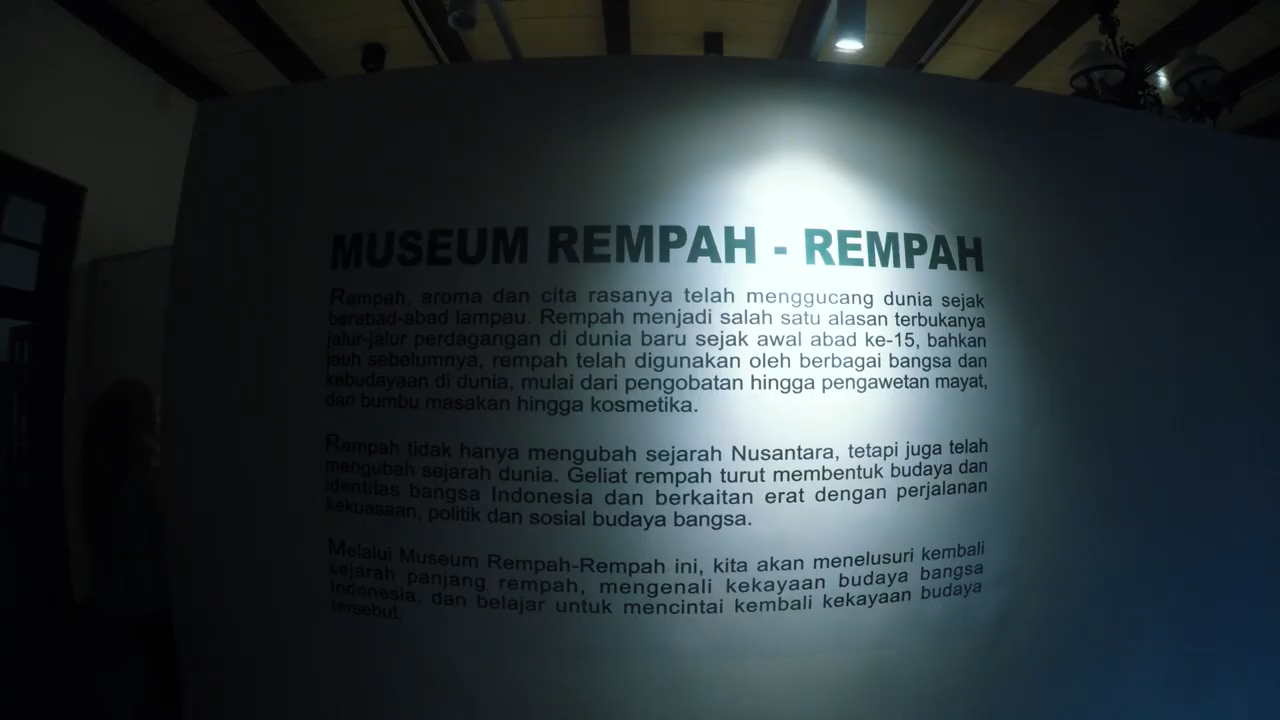 MUSEUM REMPAH - REMPAH
Rempah, aroma dan cita rasanya telah menggucang dunia sejak
berabad-abad lampau. Rempah menjadi salah satu alasan terbukanya
jalur-jalur perdagangan di dunia baru sejak awal abad ke-15, bahkan
jauh sebelumnya, rempah telah digunakan oleh berbagai bangsa dan
kebudayaan di dunia, mulai dari pengobatan hingga pengawetan mayat,
dari bumbu masakan hingga kosmetika.
Rempah tidak hanya mengubah sejarah Nusantara, tetapi juga telah
mengubah sejarah dunia. Geliat rempah turut membentuk budaya dan
identitas bangsa Indonesia dan berkaitan erat dengan perjalanan
kekuasaan, politik dan sosial budaya bangsa.
Melalui Museum Rempah-Rempah ini, kita akan menelusuri kembali
sejarah panjang rempah, mengenali kekayaan budaya bangsa
Indonesia, dan belajar untuk mencintai kembali kekayaan budaya
tersebut.